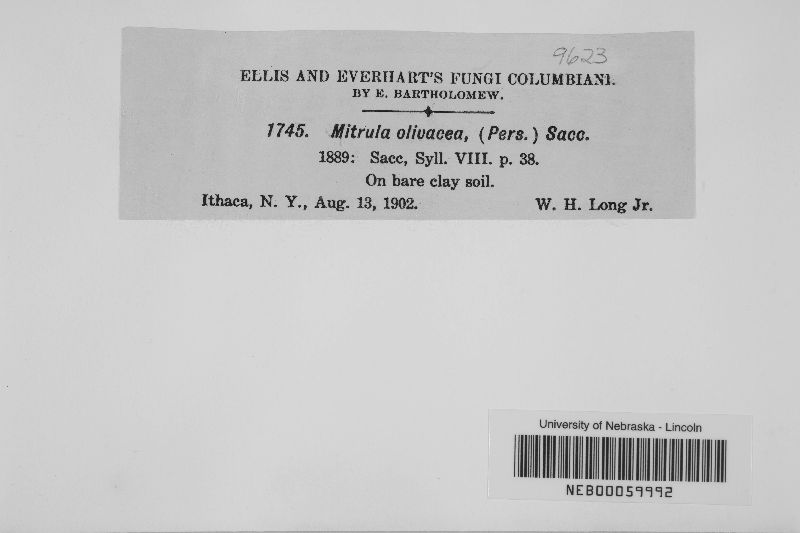 9623
ELLIS AND EVERHART'S FUNGI COLUMBIANI.
BY E. BARTHOLOMEW.
1745. Mitrula olivacea, (Pers.) Sacc.
1889: Sacc, Syll. VIII. p. 38.
On bare clay soil.
Ithaca, N. Y., Aug. 13, 1902. W. H. Long Jr.
University of Nebraska - Lincoln
NEB00059992